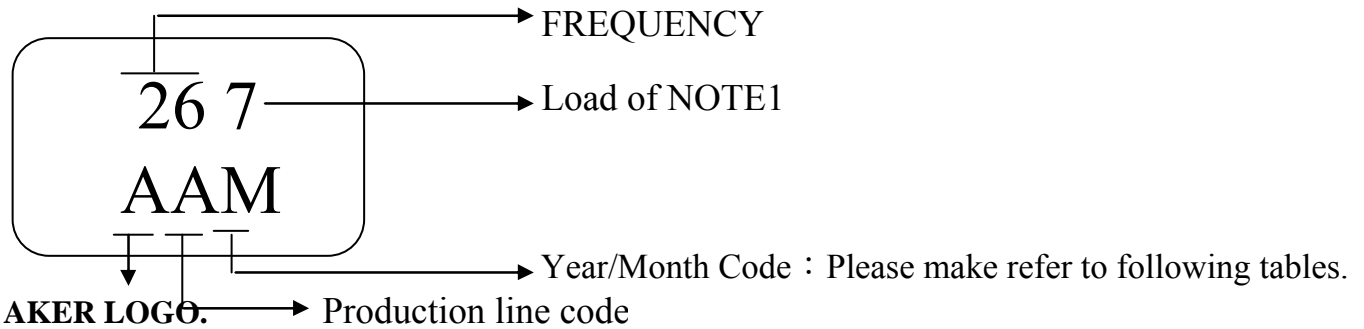 FREQUENCY
26 7
Load of NOTE1
AAM
Year/Month Code：Please make refer to following tables.
AKER LOGO.
Production line code